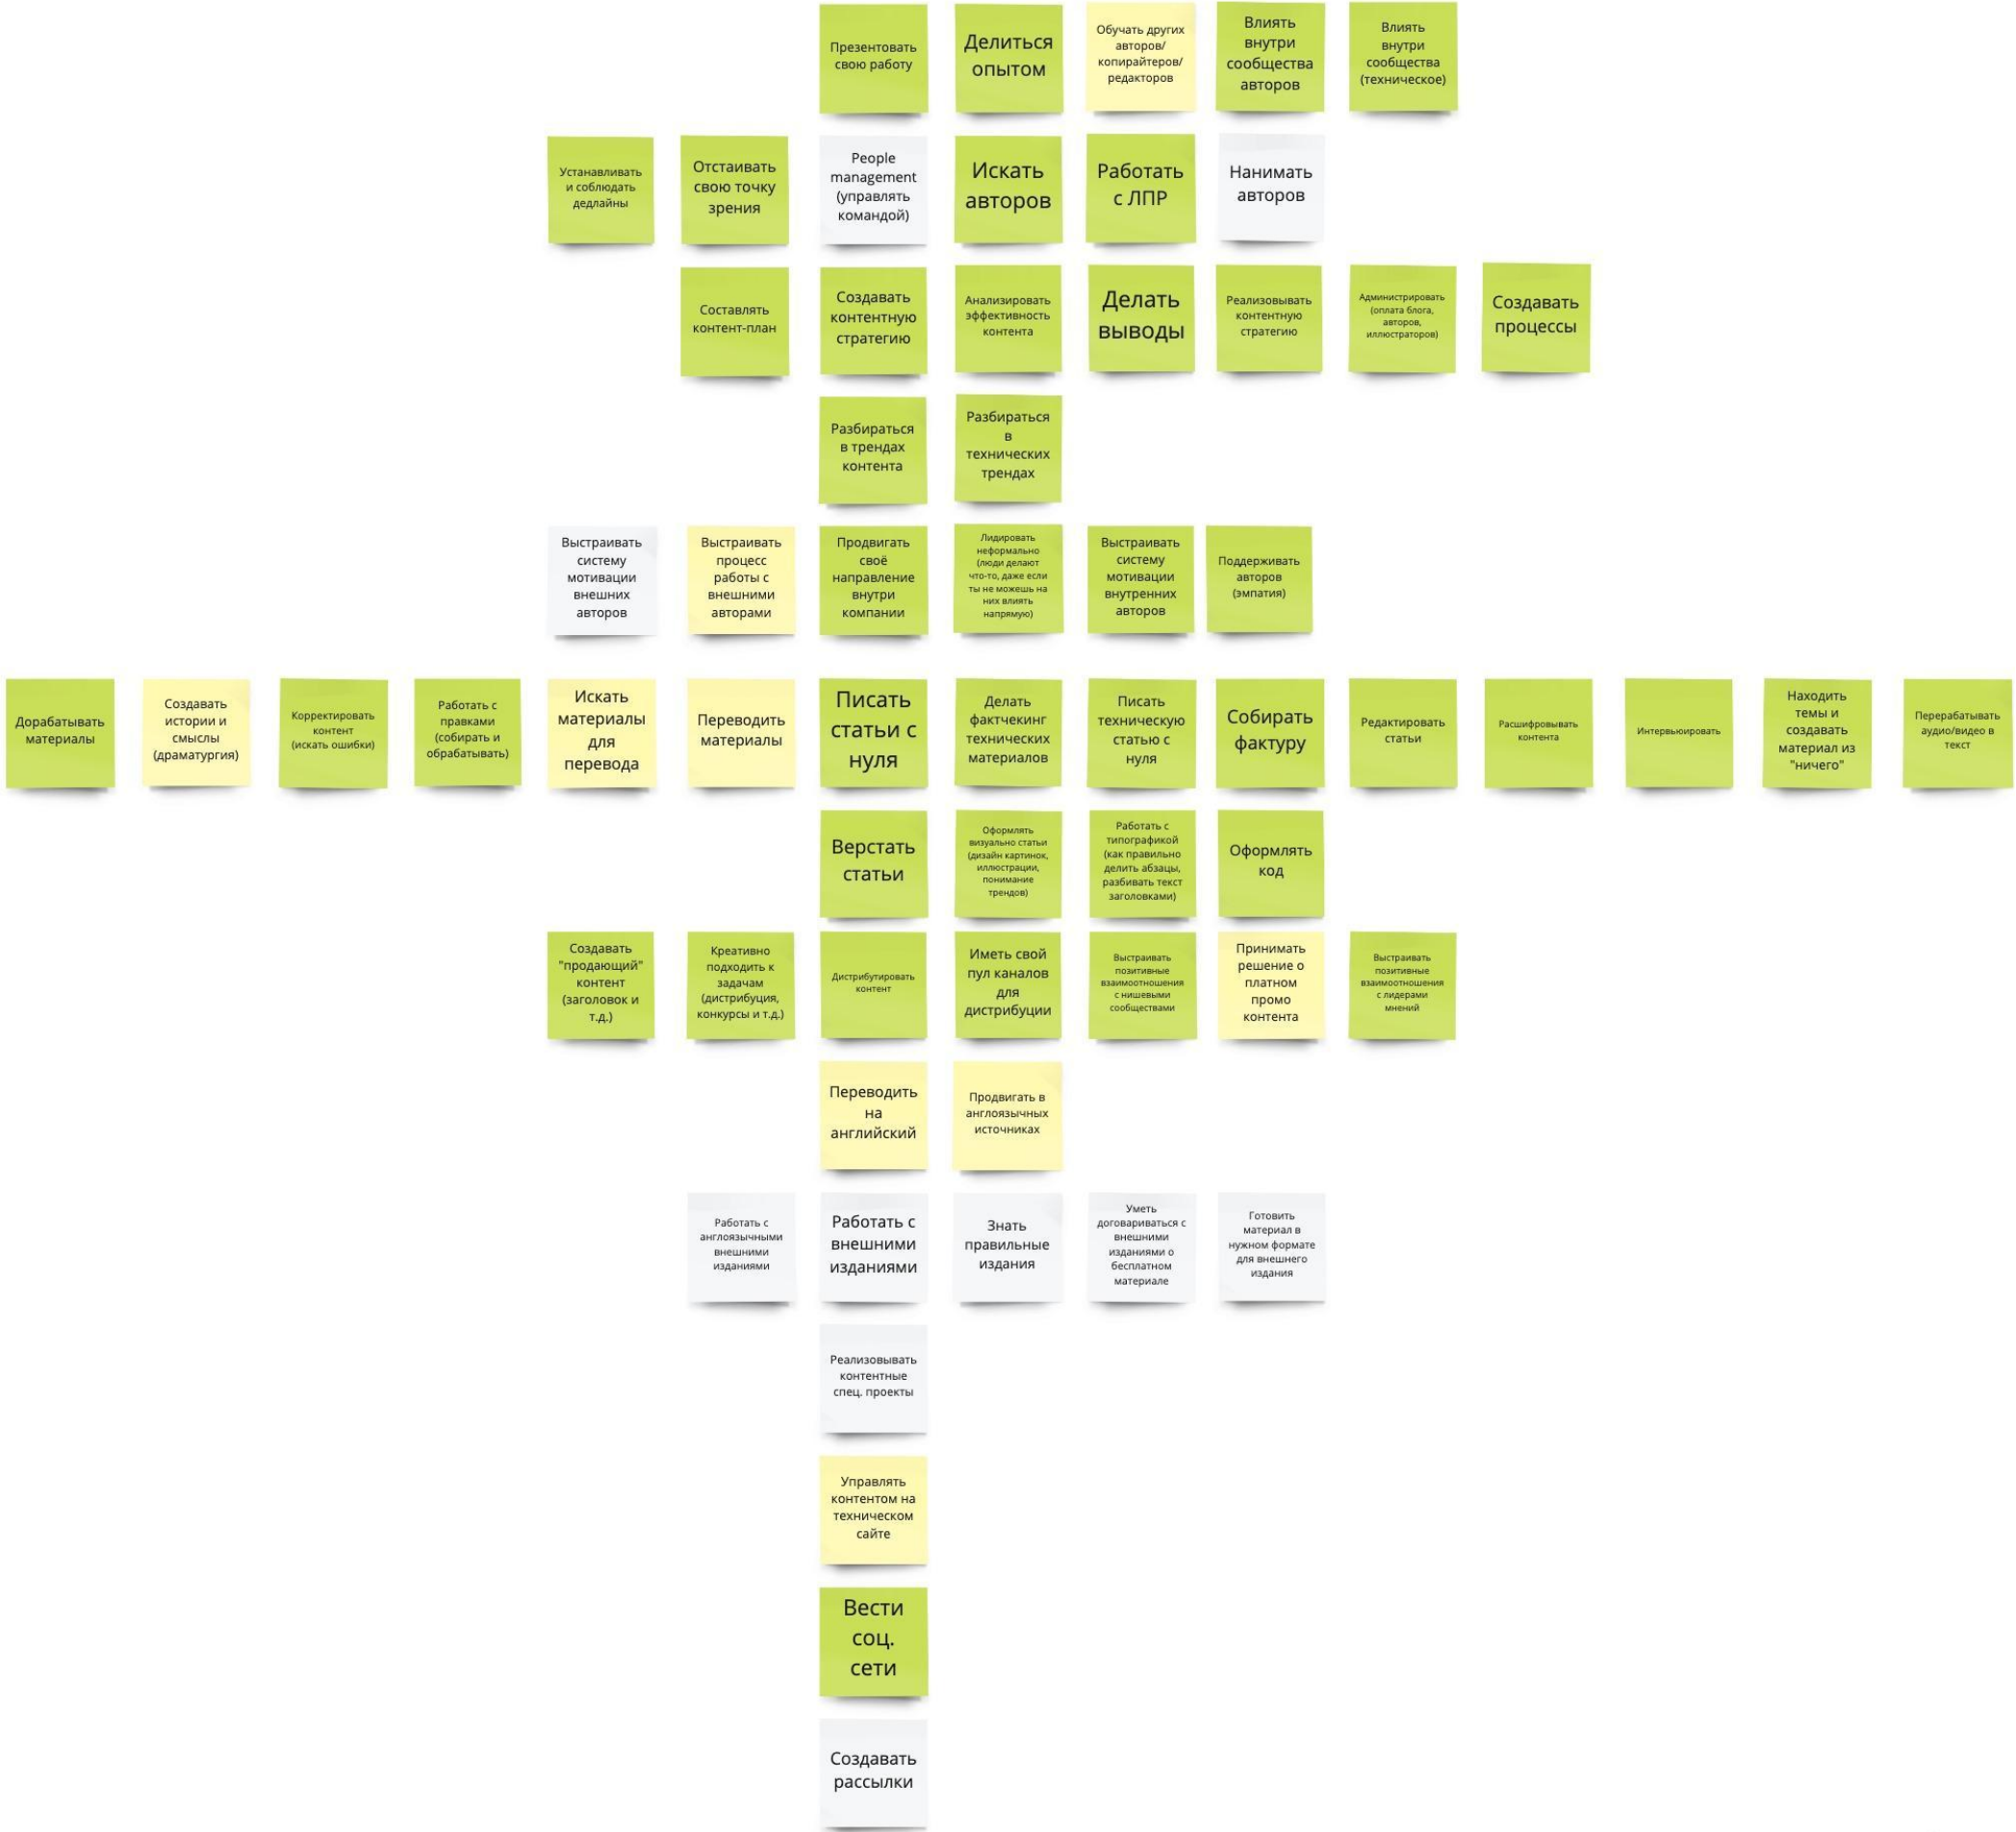 Презентовать
свою работу
Делиться
опытом
Обучать других
авторов/
копирайтеров/
редакторов
Влиять
внутри
сообщества
авторов
Влиять
внутри
сообщества
(техническое)
Устанавливать
и соблюдать
дедлайны
Отстаивать
свою точку
зрения
People
management
(управлять
командой)
Искать
авторов
Работать
с ЛПР
Нанимать
авторов
Составлять
контент-план
Создавать
контентную
стратегию
Анализировать
эффективность
контента
Делать
выводы
Реализовывать
контентную
стратегию
Администрировать
(оплата блога,
авторов,
иллюстраторов)
Создавать
процессы
Разбираться
в трендах
контента
Разбираться
в
технических
трендах
Выстраивать
систему
мотивации
внешних
авторов
Выстраивать
процесс
работы с
внешними
авторами
Продвигать
своё
направление
внутри
компании
Лидировать
неформально
(люди делают
что-то, даже если
ты не можешь на
них влиять
напрямую)
Выстраивать
систему
мотивации
внутренних
авторов
Поддерживать
авторов
(эмпатия)
Дорабатывать
материалы
Создавать
истории и
смыслы
(драматургия)
Корректировать
контент
(искать ошибки)
Работать с
правками
(собирать и
обрабатывать)
Искать
материалы
для
перевода
Переводить
материалы
Писать
статьи с
нуля
Делать
фактчекинг
технических
материалов
Писать
техническую
статью с
нуля
Собирать
фактуру
Редактировать
статьи
Расшифровывать
контента
Интервьюировать
Находить
темы и
создавать
материал из
"ничего"
Перерабатывать
аудио/видео в
текст
Верстать
статьи
Оформлять
визуально статьи
(дизайн картинок,
иллюстрации,
понимание
трендов)
Работать с
типографикой
(как правильно
делить абзацы,
разбивать текст
заголовками)
Оформлять
код
Создавать
"продающий"
контент
(заголовок и
т.д.)
Креативно
подходить к
задачам
(дистрибуция,
конкурсы и т.д.)
Дистрибутировать
контент
Иметь свой
пул каналов
для
дистрибуции
Выстраивать
позитивные
взаимоотношения
с нишевыми
сообществами
Принимать
решение о
платном
промо
контента
Выстраивать
позитивные
взаимоотношения
с лидерами
мнений
Переводить
на
английский
Продвигать в
англоязычных
источниках
Работать с
англоязычными
внешними
изданиями
Работать с
внешними
изданиями
Знать
правильные
издания
Уметь
договариваться с
внешними
изданиями о
бесплатном
материале
Готовить
материал в
нужном формате
для внешнего
издания
Реализовывать
контентные
спец. проекты
Управлять
контентом на
техническом
сайте
Вести
соц.
сети
Создавать
рассылки